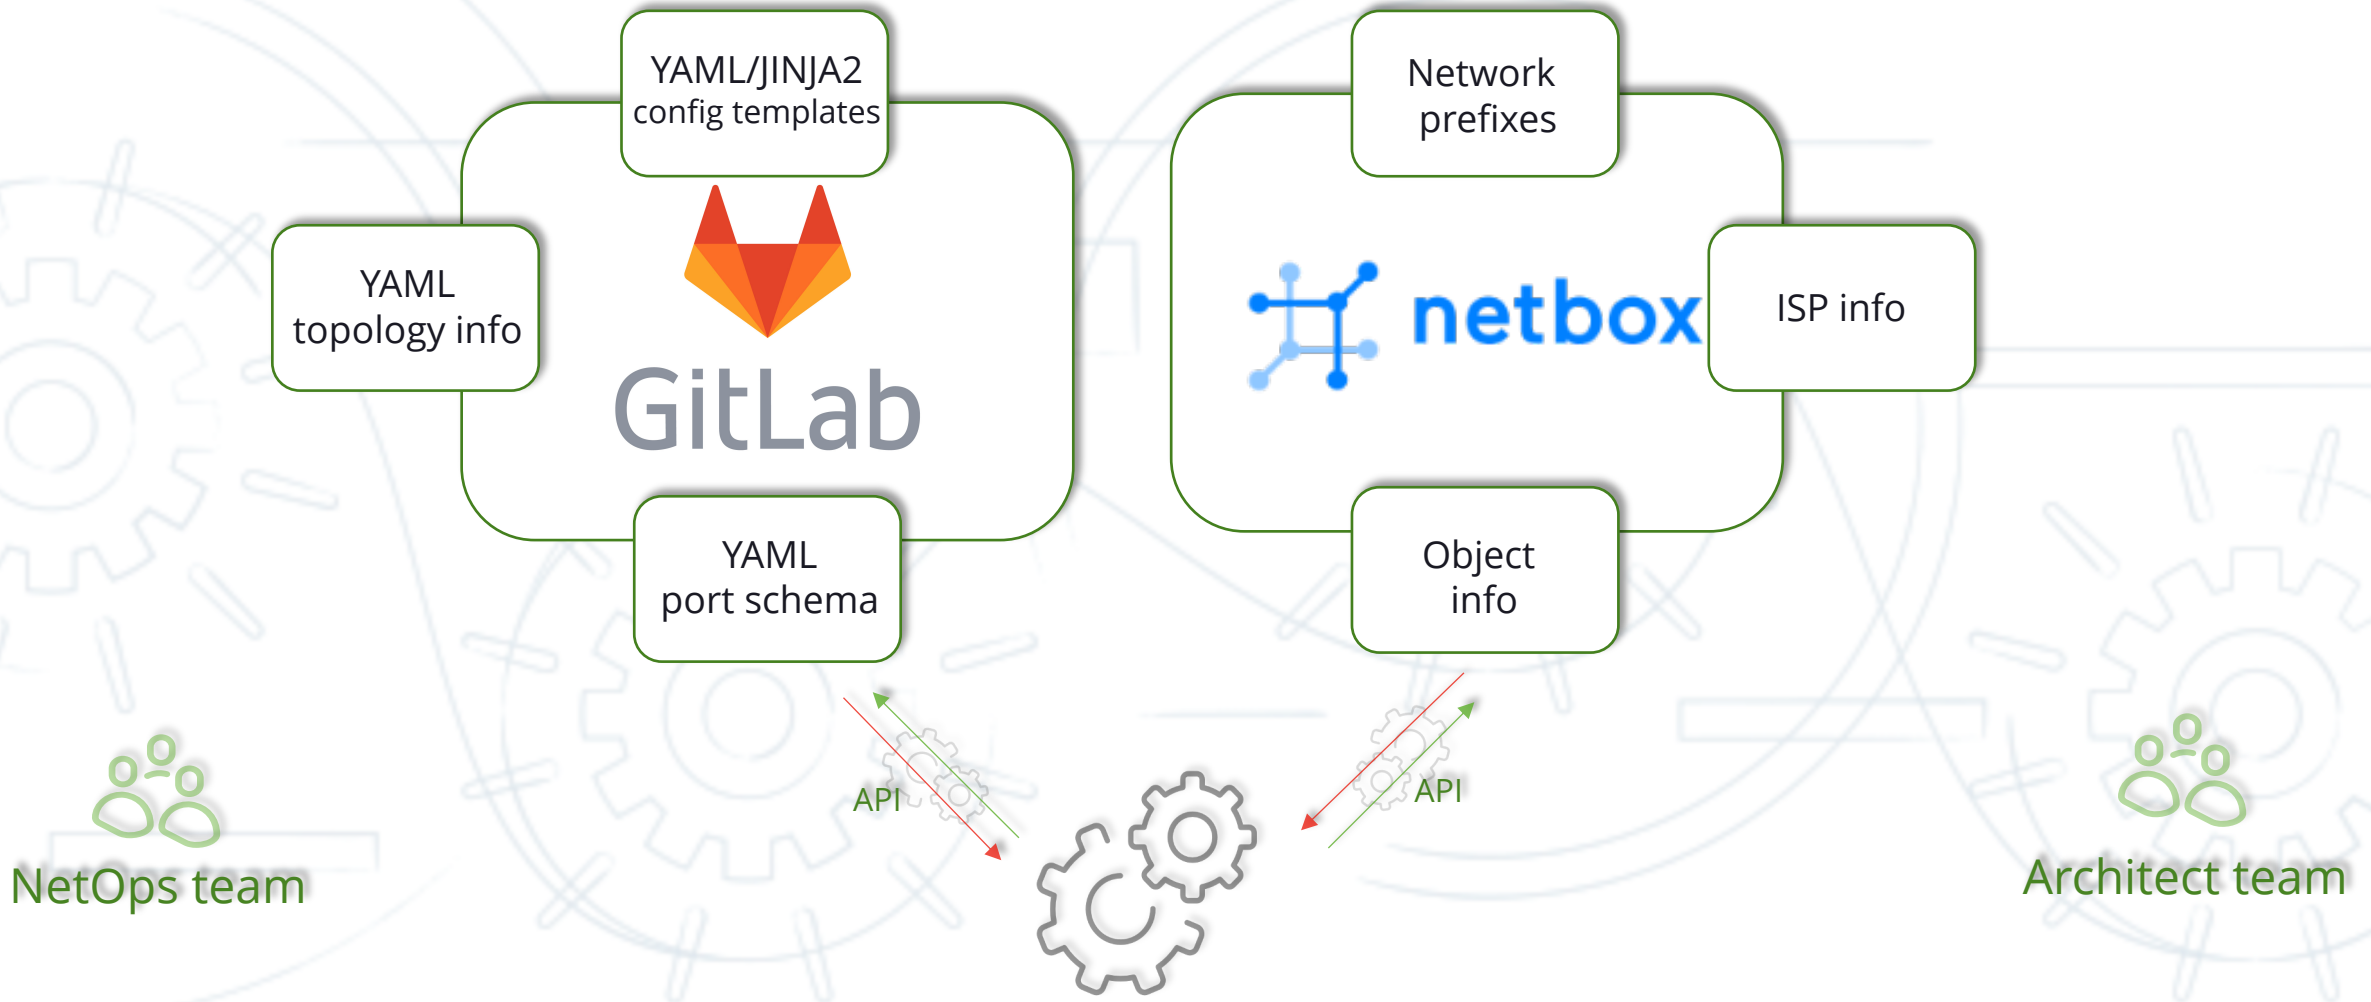 YAML/JINJA2
config templates
YAML
topology info
GitLab
YAML
port schema
Network
prefixes
netbox
ISP info
Object
info
API
API
NetOps team
Architect team